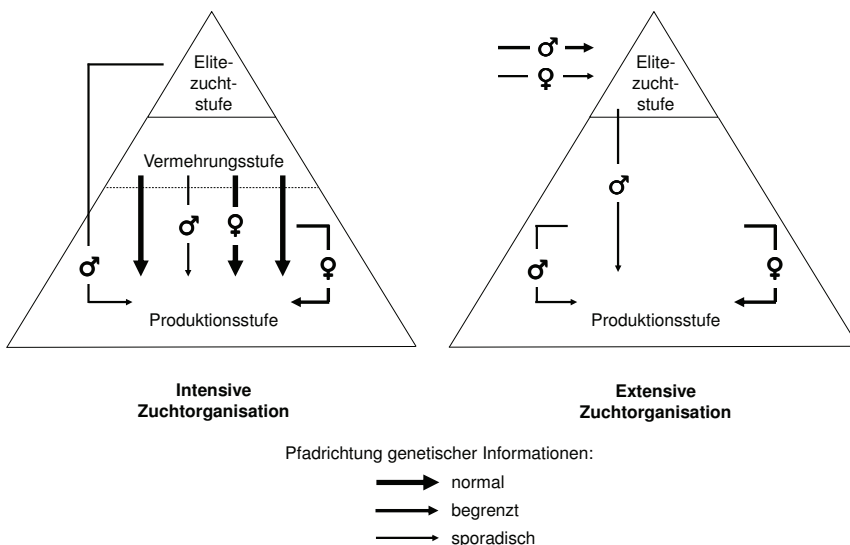 Elite-
zucht-
stufe
Vermehrungsstufe
♂
♀
♂
♀
Produktionsstufe
Intensive
Zuchtorganisation
♂
♀
Elite-
zucht-
stufe
♂
♂
♀
Produktionsstufe
Extensive
Zuchtorganisation
Pfadrichtung genetischer Informationen:
normal
begrenzt
sporadisch